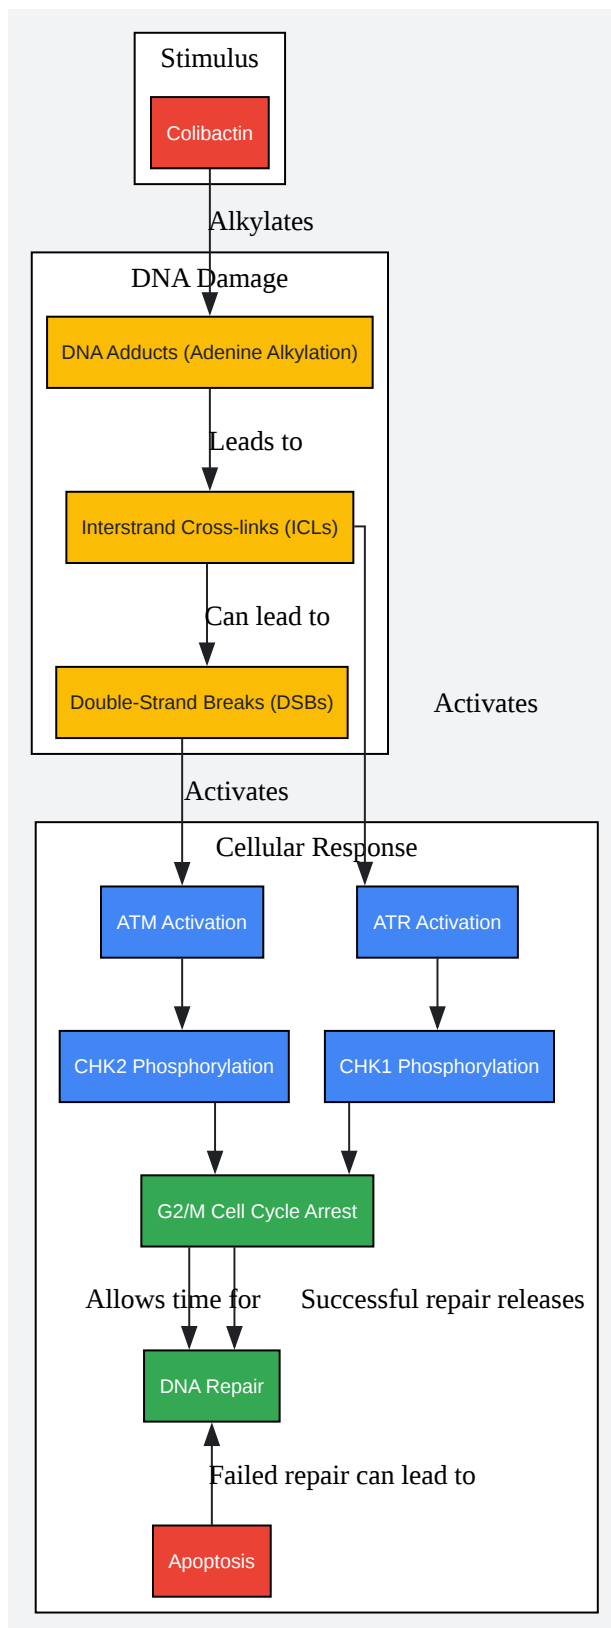 Stimulus
Colibactin
Alkylates
DNA Damage
DNA Adducts (Adenine Alkylation)
Leads to
Interstrand Cross-links (ICLs)
Can lead to
Double-Strand Breaks (DSBs)
Activates
Activates
Cellular Response
ATM Activation
ATR Activation
CHK2 Phosphorylation
CHK1 Phosphorylation
G2/M Cell Cycle Arrest
Allows time for
Successful repair releases
DNA Repair
Failed repair can lead to
Apoptosis